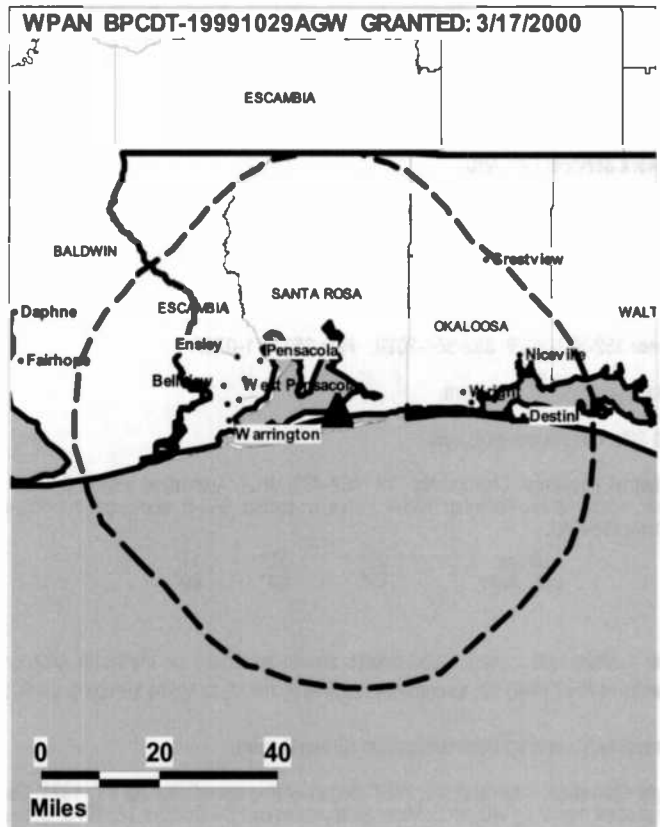 WPAN BPCDT-19991029AGW GRANTED: 3/17/2000
ESCAMBIA
BALDWIN
Crestview
SANTA ROSA
Daphne
ESCAMBIA
WALT
OKALOOSA
Ensley
Pensacola
Niceville
Fairhope
Bellview
West Pensacola
Wright
Destin
Warrington
0 20 40
Miles